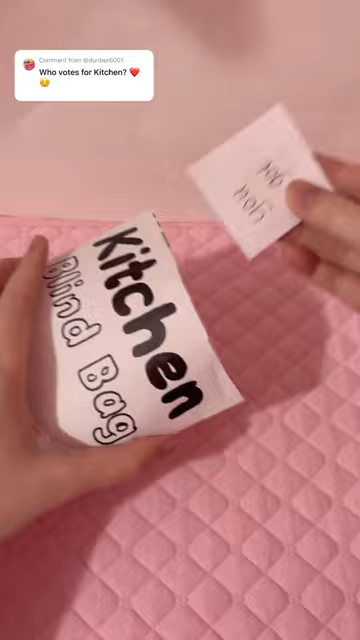 Comment from @dunber6001
Who votes for Kitchen? ❤️
☺️
Kitchen
Blind Bag